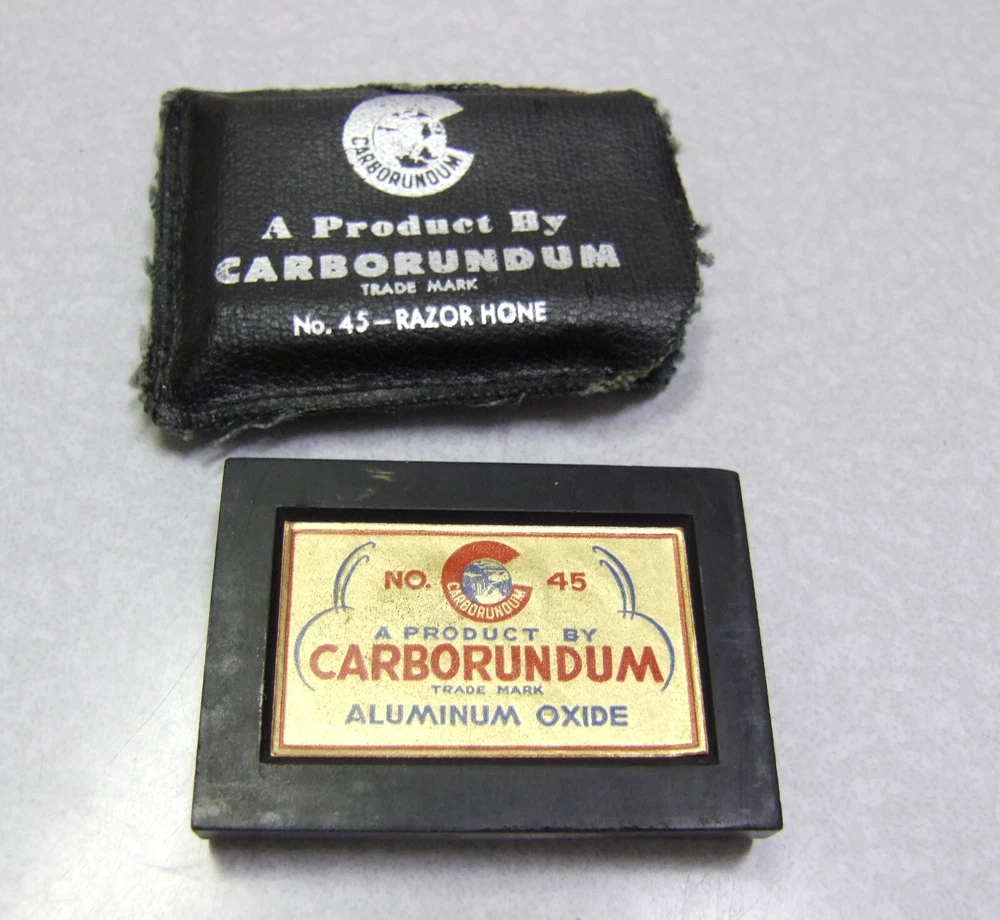 CARBORUNDUM
A Product By
CARBORUNDUM
TRADE MARK
No. 45 – RAZOR HONE
NO. 45
CARBORUNDUM
A PRODUCT BY
CARBORUNDUM
TRADE MARK
ALUMINUM OXIDE